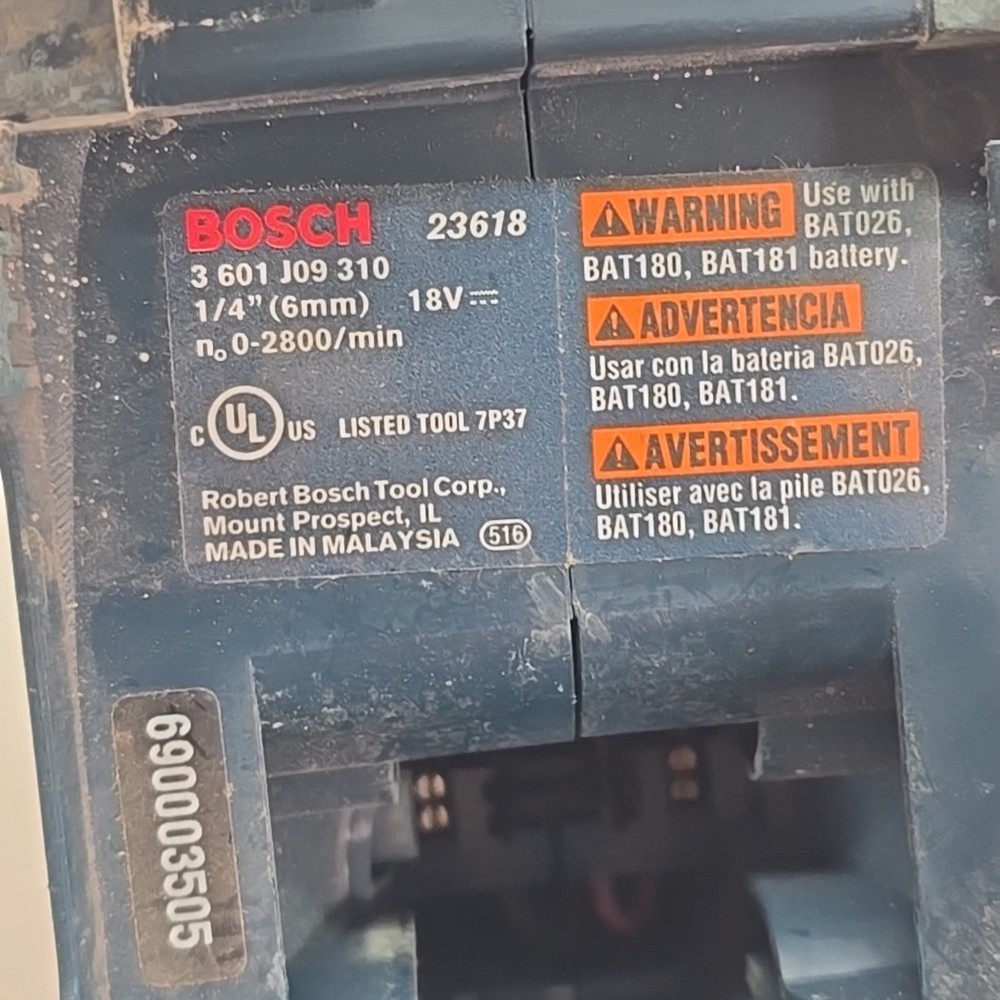 BOSCH 23618
3 601 J09 310
1/4" (6mm) 18V
n₀ 0-2800/min
C UL US LISTED TOOL 7P37
Robert Bosch Tool Corp.,
Mount Prospect, IL
MADE IN MALAYSIA 516
WARNING Use with
BAT026,
BAT180, BAT181 battery.
ADVERTENCIA
Usar con la bateria BAT026,
BAT180, BAT181.
AVERTISSEMENT
Utiliser avec la pile BAT026,
BAT180, BAT181.
690003505